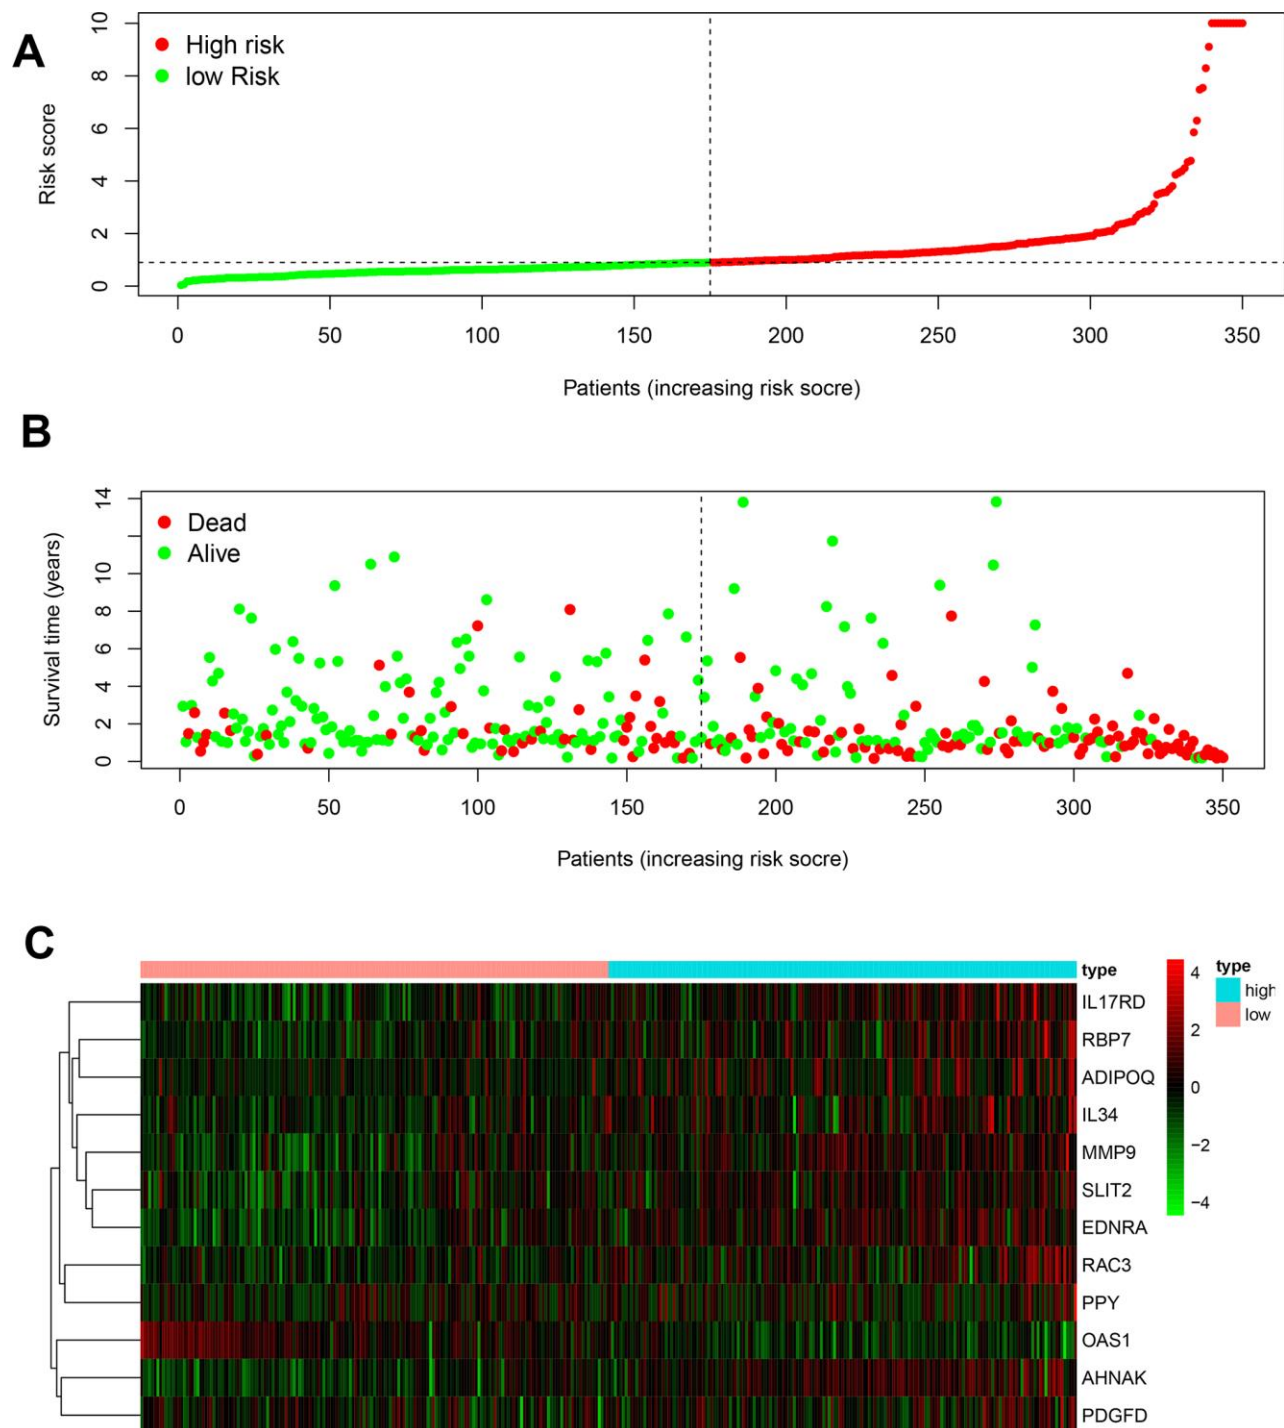 A
High risk
low Risk
Risk score
10
8
6
4
2
0
0 50 100 150 200 250 300 350
Patients (increasing risk socre)
B
Dead
Alive
Survival time (years)
14
10
8
6
4
2
0
0 50 100 150 200 250 300 350
Patients (increasing risk socre)
C
type
IL17RD
RBP7
ADIPOQ
IL34
MMP9
SLIT2
EDNRA
RAC3
PPY
OAS1
AHNAK
PDGFD
4
2
0
−2
−4
type
high
low